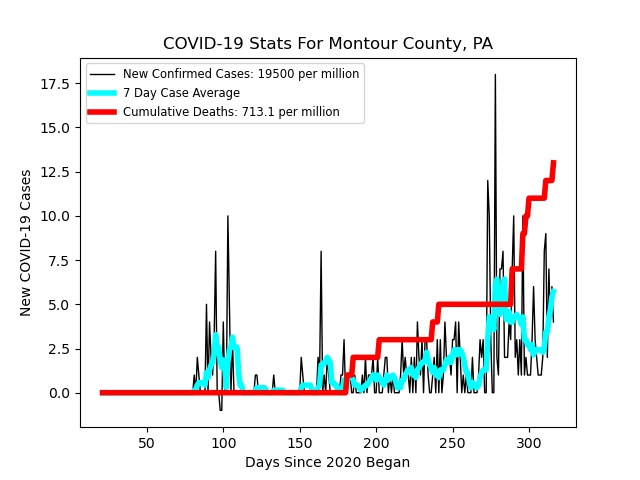 COVID-19 Stats For Montour County, PA
New Confirmed Cases: 19500 per million
7 Day Case Average
Cumulative Deaths: 713.1 per million
17.5
15.0
12.5
10.0
7.5
5.0
2.5
0.0
New COVID-19 Cases
50 100 150 200 250 300
Days Since 2020 Began